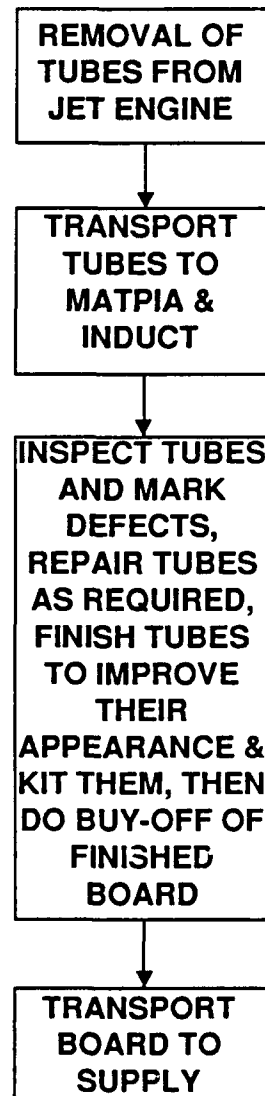 REMOVAL OF
TUBES FROM
JET ENGINE
TRANSPORT
TUBES TO
MATPIA &
INDUCT
INSPECT TUBES
AND MARK
DEFECTS,
REPAIR TUBES
AS REQUIRED,
FINISH TUBES
TO IMPROVE
THEIR
APPEARANCE &
KIT THEM, THEN
DO BUY-OFF OF
FINISHED
BOARD
TRANSPORT
BOARD TO
SUPPLY